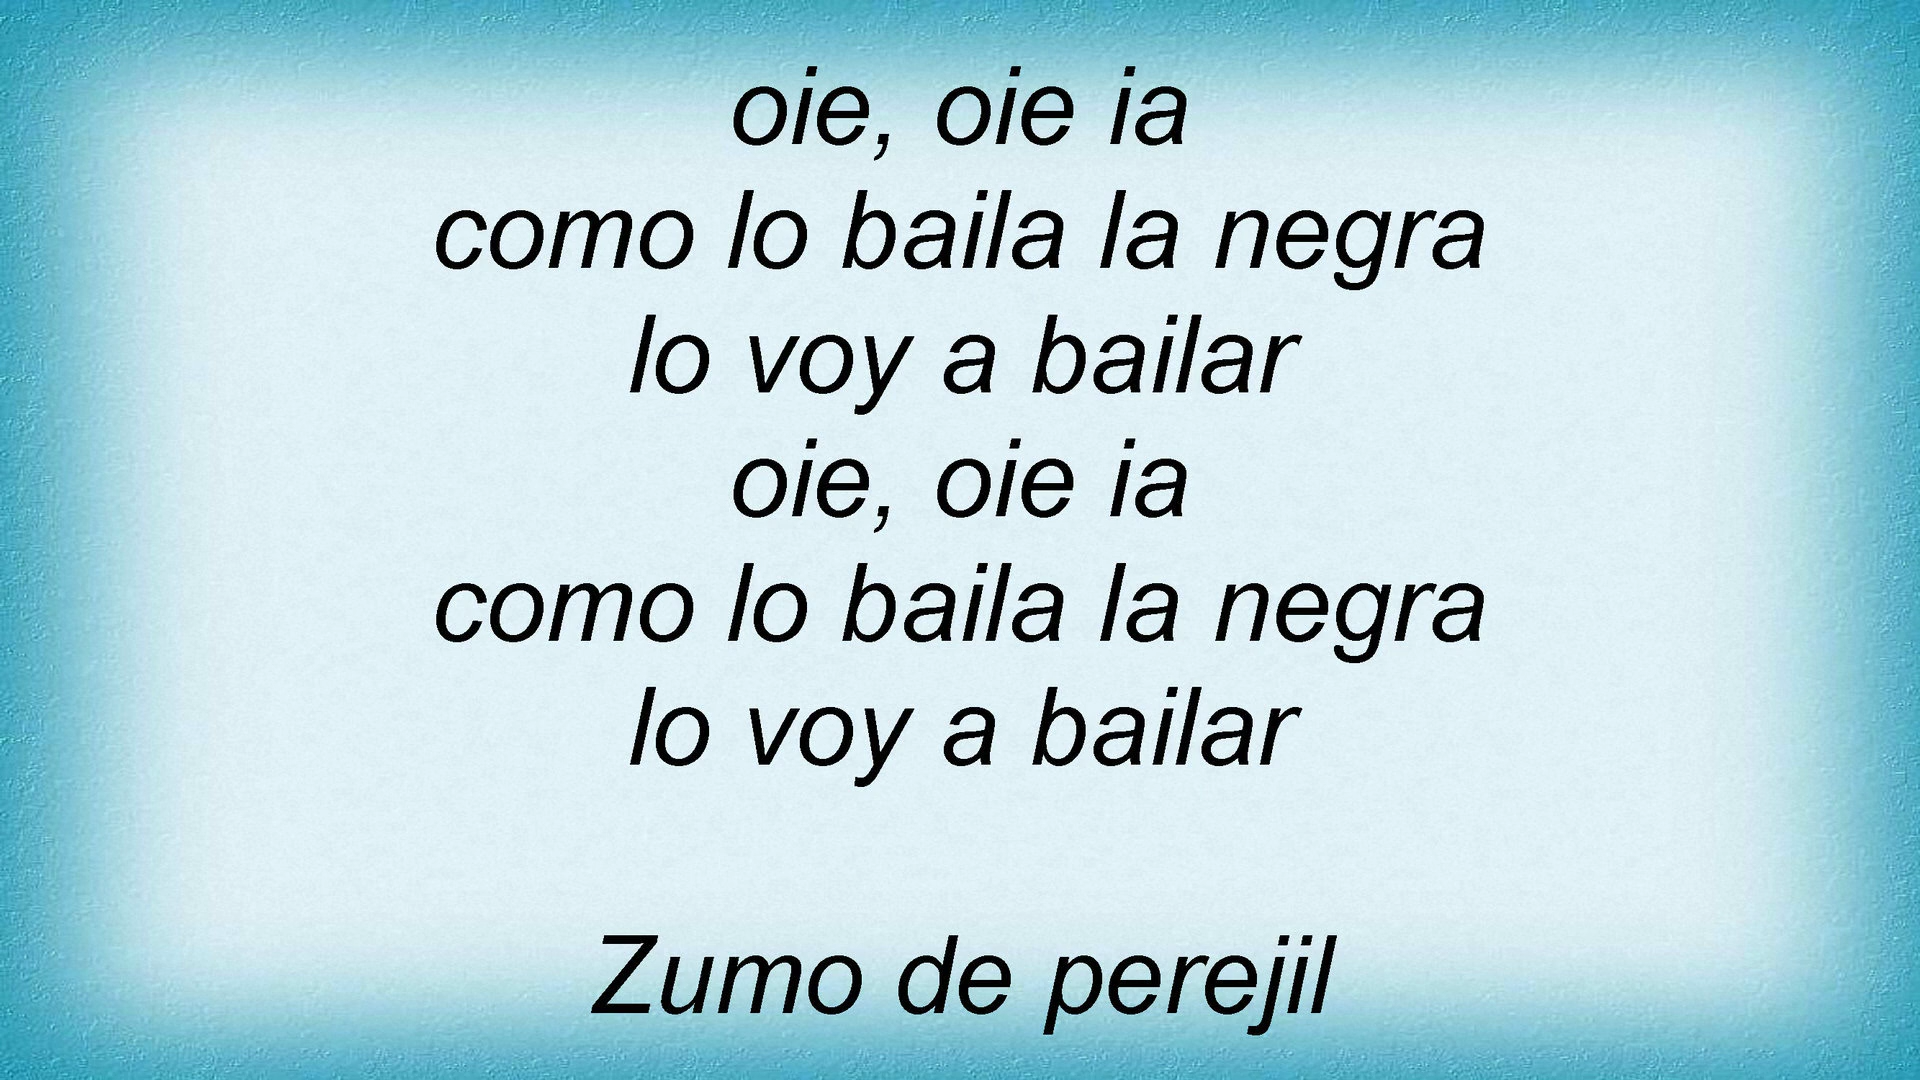 oie, oie ia
como lo baila la negra
lo voy a bailar
oie, oie ia
como lo baila la negra
lo voy a bailar
Zumo de perejil